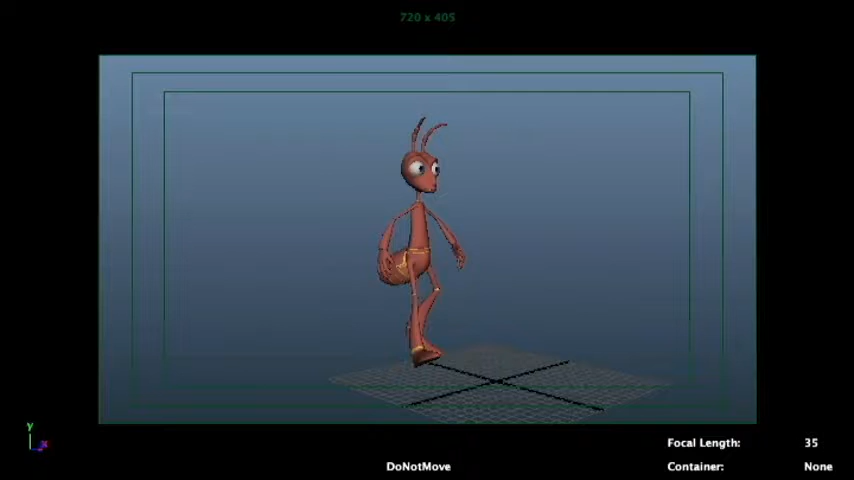 720 x 405
Y
x
Focal Length: 35
DoNotMove
Container: None